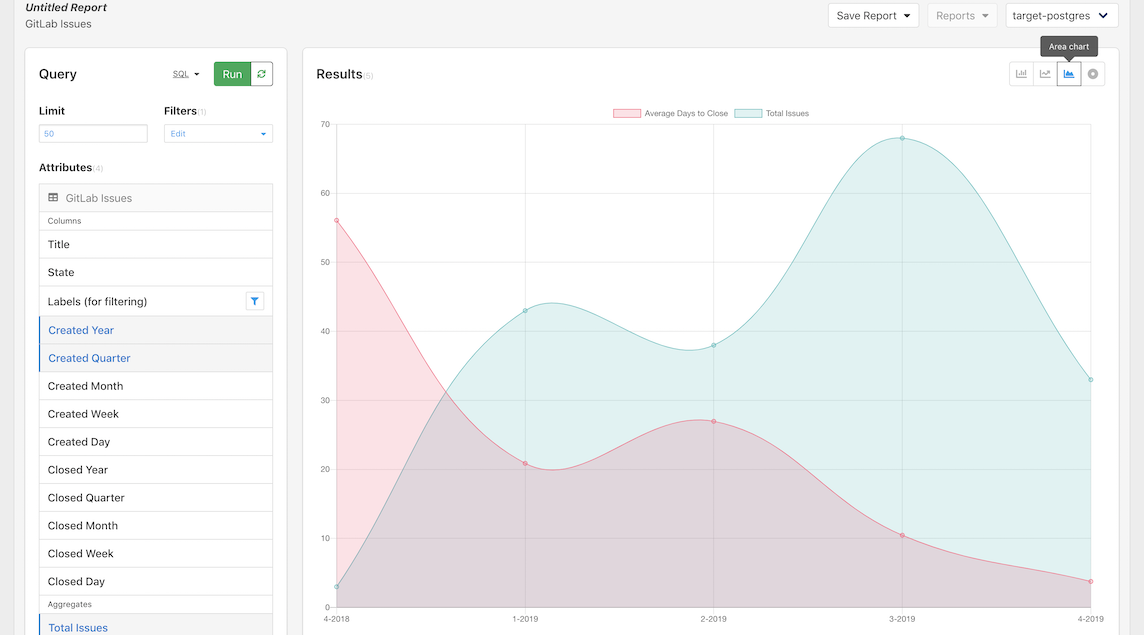 Untitled Report
GitLab Issues
Save Report
Reports
target-postgres
Area chart
Query
SQL
Run
Limit
Filters(1)
50
Edit
Attributes(4)
GitLab Issues
Columns
Title
State
Labels (for filtering)
Created Year
Created Quarter
Created Month
Created Week
Created Day
Closed Year
Closed Quarter
Closed Month
Closed Week
Closed Day
Aggregates
Total Issues
Results(5)
Average Days to Close
Total Issues
70
60
50
40
30
20
10
0
4-2018
1-2019
2-2019
3-2019
4-2019